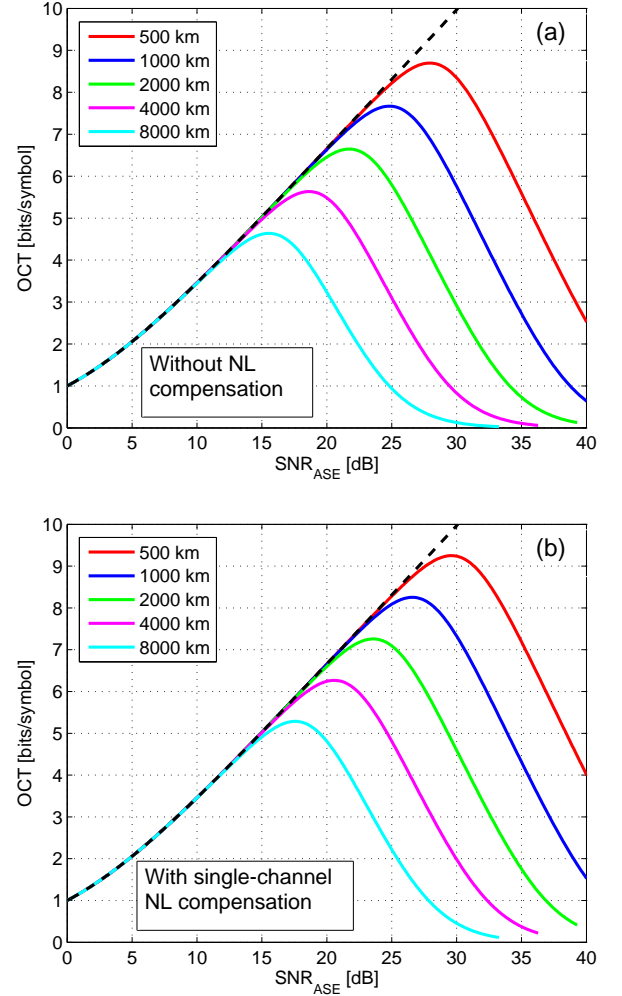 (a)
10
9
8
7
6
5
4
3
2
1
0
OCT [bits/symbol]
500 km
1000 km
2000 km
4000 km
8000 km
Without NL
compensation
0 5 10 15 20 25 30 35 40
SNR_ASE [dB]
(b)
10
9
8
7
6
5
4
3
2
1
0
OCT [bits/symbol]
500 km
1000 km
2000 km
4000 km
8000 km
With single-channel
NL compensation
0 5 10 15 20 25 30 35 40
SNR_ASE [dB]